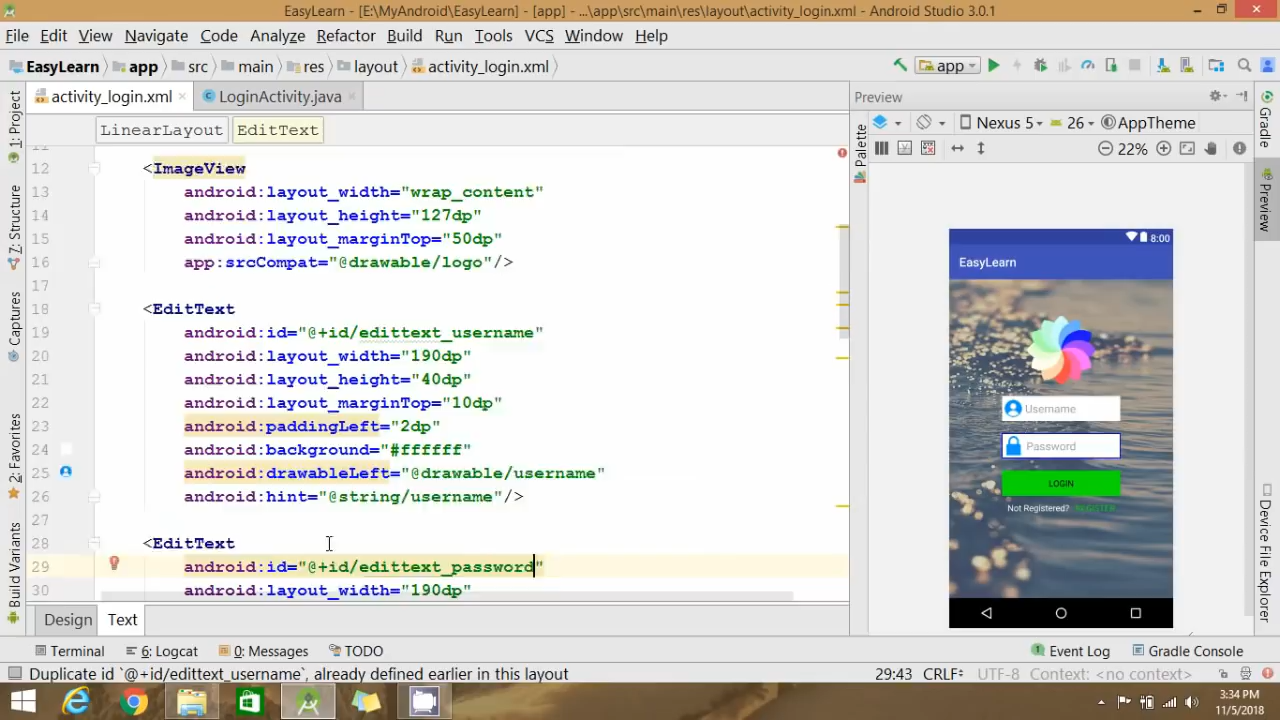 EasyLearn - [E:\MyAndroid\EasyLearn] - [app] - ...\app\src\main\res\layout\activity_login.xml - Android Studio 3.0.1
File Edit View Navigate Code Analyze Refactor Build Run Tools VCS Window Help
EasyLearn app src main res layout activity_login.xml app
activity_login.xml LoginActivity.java
Preview
LinearLayout EditText
Nexus 5 26 AppTheme
22%
1: Project
7: Structure
Captures
2: Favorites
Build Variants
12 <ImageView
13 android:layout_width="wrap_content"
14 android:layout_height="127dp"
15 android:layout_marginTop="50dp"
16 app:srcCompat="@drawable/logo"/>
17
18 <EditText
19 android:id="@+id/edittext_username"
20 android:layout_width="190dp"
21 android:layout_height="40dp"
22 android:layout_marginTop="10dp"
23 android:paddingLeft="2dp"
24 android:background="#ffffff"
25 android:drawableLeft="@drawable/username"
26 android:hint="@string/username"/>
27
28 <EditText
29 android:id="@+id/edittext_password"
30 android:layout_width="190dp"
Palette
8:00
EasyLearn
Username
Password
LOGIN
Not Registered? REGISTER
Gradle
Preview
Device File Explorer
Design Text
Terminal 6: Logcat 0: Messages TODO Event Log Gradle Console
Duplicate id `@+id/edittext_username`, already defined earlier in this layout 29:43 CRLF UTF-8 Context: <no context>
3:34 PM
11/5/2018